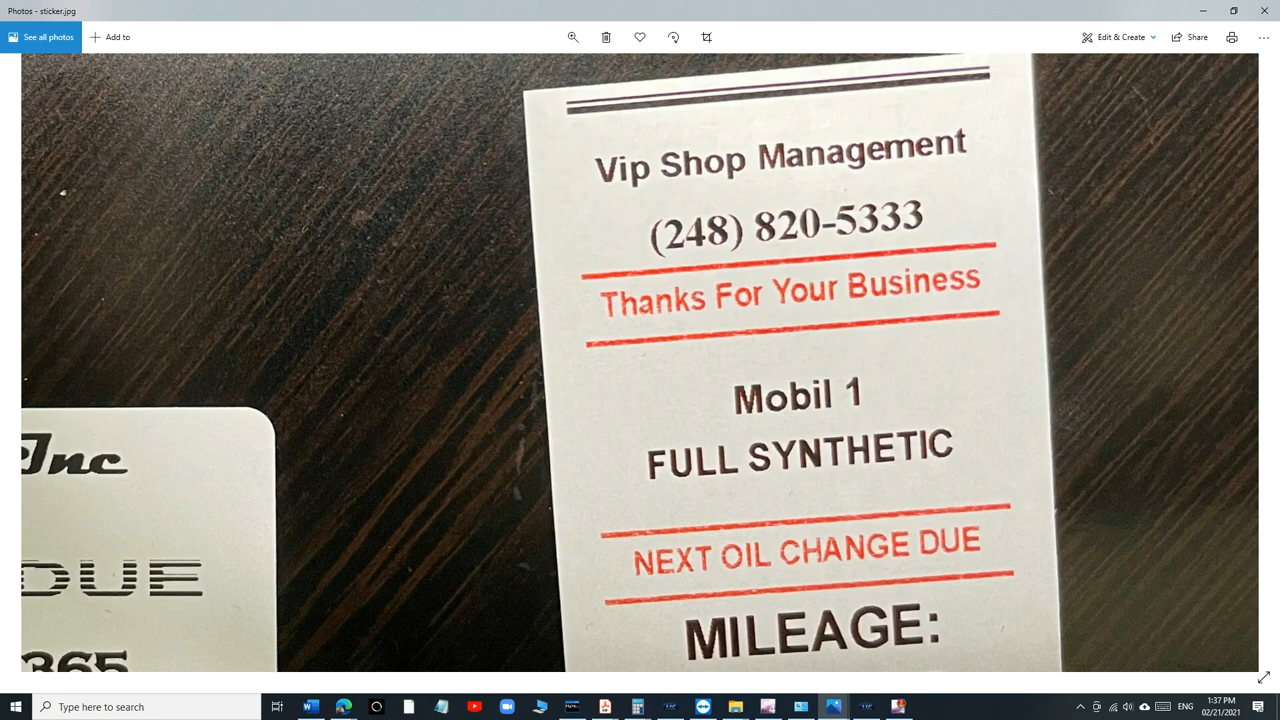 Photos - sticker.jpg
See all photos
Add to
Edit & Create
Share
Vip Shop Management
(248) 820-5333
Thanks For Your Business
Mobil 1
FULL SYNTHETIC
NEXT OIL CHANGE DUE
MILEAGE:
Inc
DUE
365
Type here to search
ENG
1:37 PM
02/21/2021